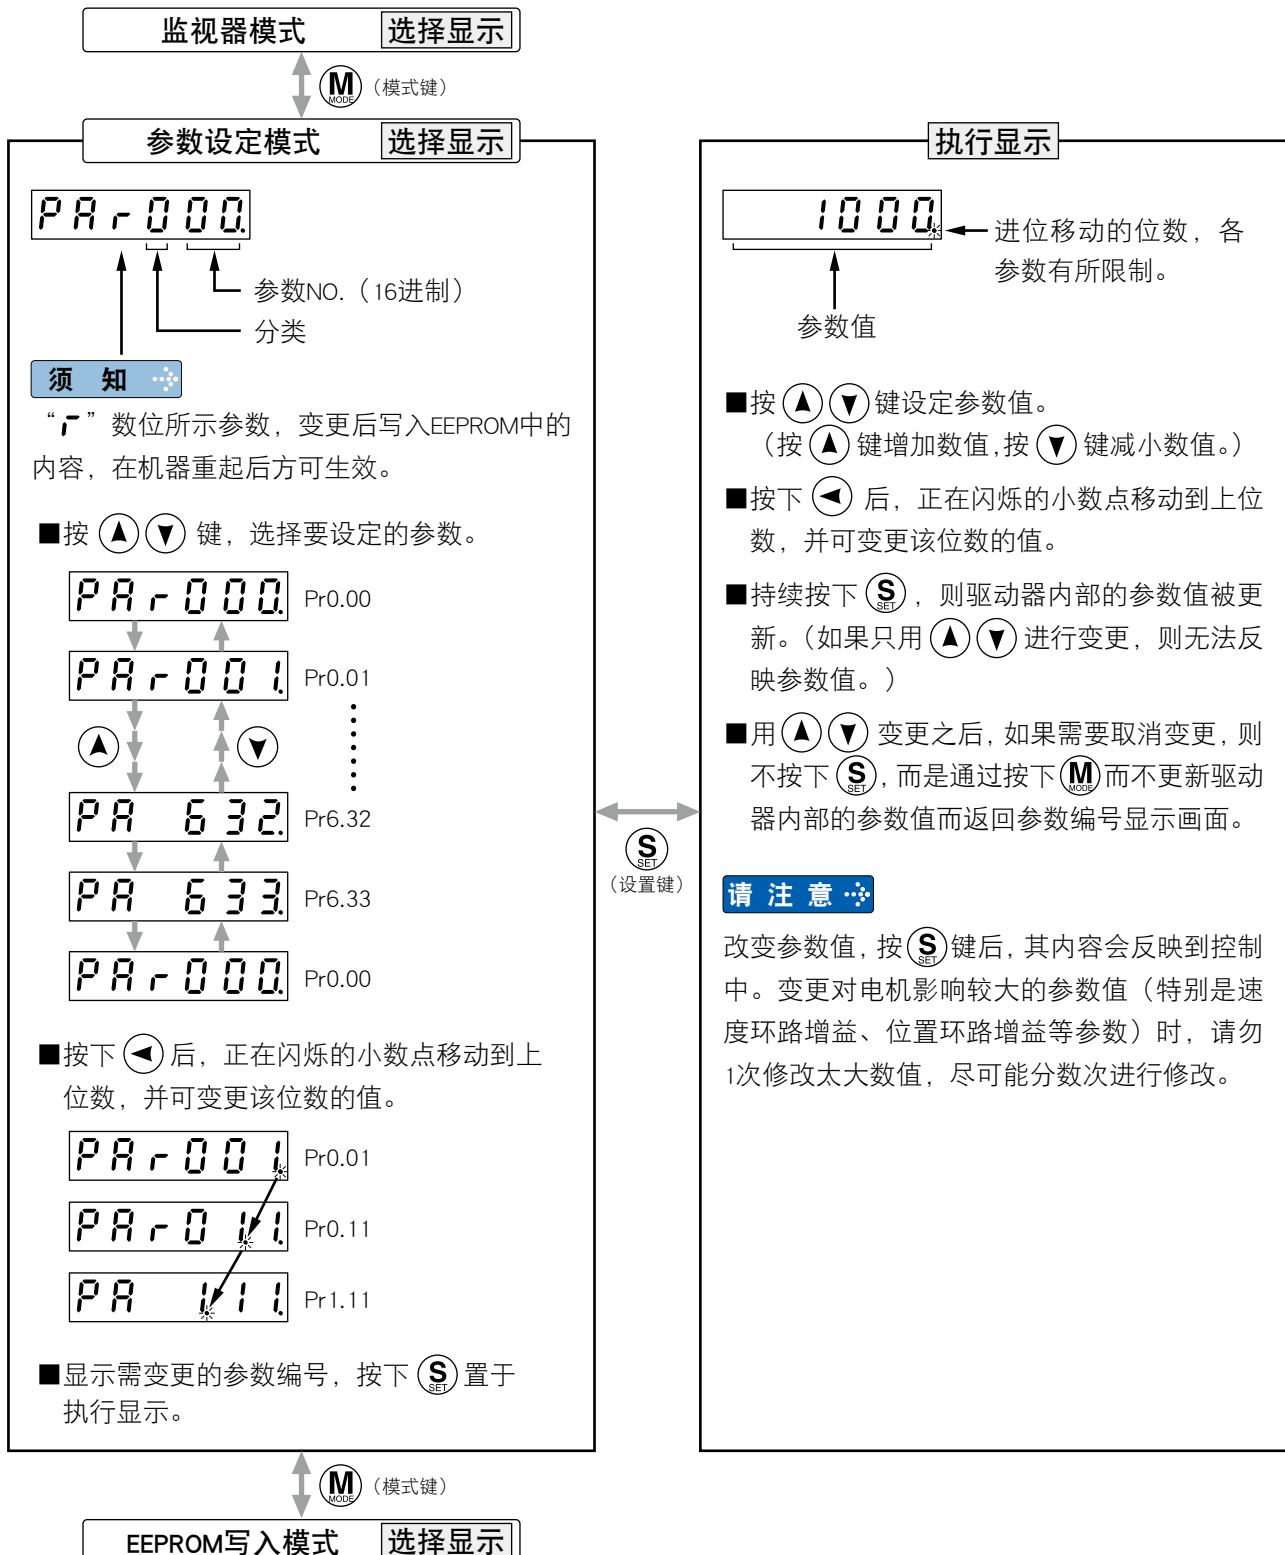 监视器模式 选择显示
M MODE （模式键）
参数设定模式 选择显示
PAr000.
参数NO.（16进制）
分类
须 知
“r”数位所示参数，变更后写入EEPROM中的
内容，在机器重起后方可生效。
■按 键，选择要设定的参数。
PAr000. Pr0.00
PAr001. Pr0.01
PA 632. Pr6.32
PA 633. Pr6.33
PAr000. Pr0.00
■按下 后，正在闪烁的小数点移动到上
位数，并可变更该位数的值。
PAr001. Pr0.01
PAr011. Pr0.11
PA 111. Pr1.11
■显示需变更的参数编号，按下 S SET 置于
执行显示。
M MODE （模式键）
EEPROM写入模式 选择显示
S SET
（设置键）
执行显示
1000.
进位移动的位数，各
参数有所限制。
参数值
■按 键设定参数值。
（按 键增加数值，按 键减小数值。）
■按下 后，正在闪烁的小数点移动到上位
数，并可变更该位数的值。
■持续按下 S SET ，则驱动器内部的参数值被更
新。（如果只用 进行变更，则无法反
映参数值。）
■用 变更之后，如果需要取消变更，则
不按下 S SET ，而是通过按下 M MODE 而不更新驱动
器内部的参数值而返回参数编号显示画面。
请 注 意
改变参数值，按 S SET 键后，其内容会反映到控制
中。变更对电机影响较大的参数值（特别是速
度环路增益、位置环路增益等参数）时，请勿
1次修改太大数值，尽可能分数次进行修改。